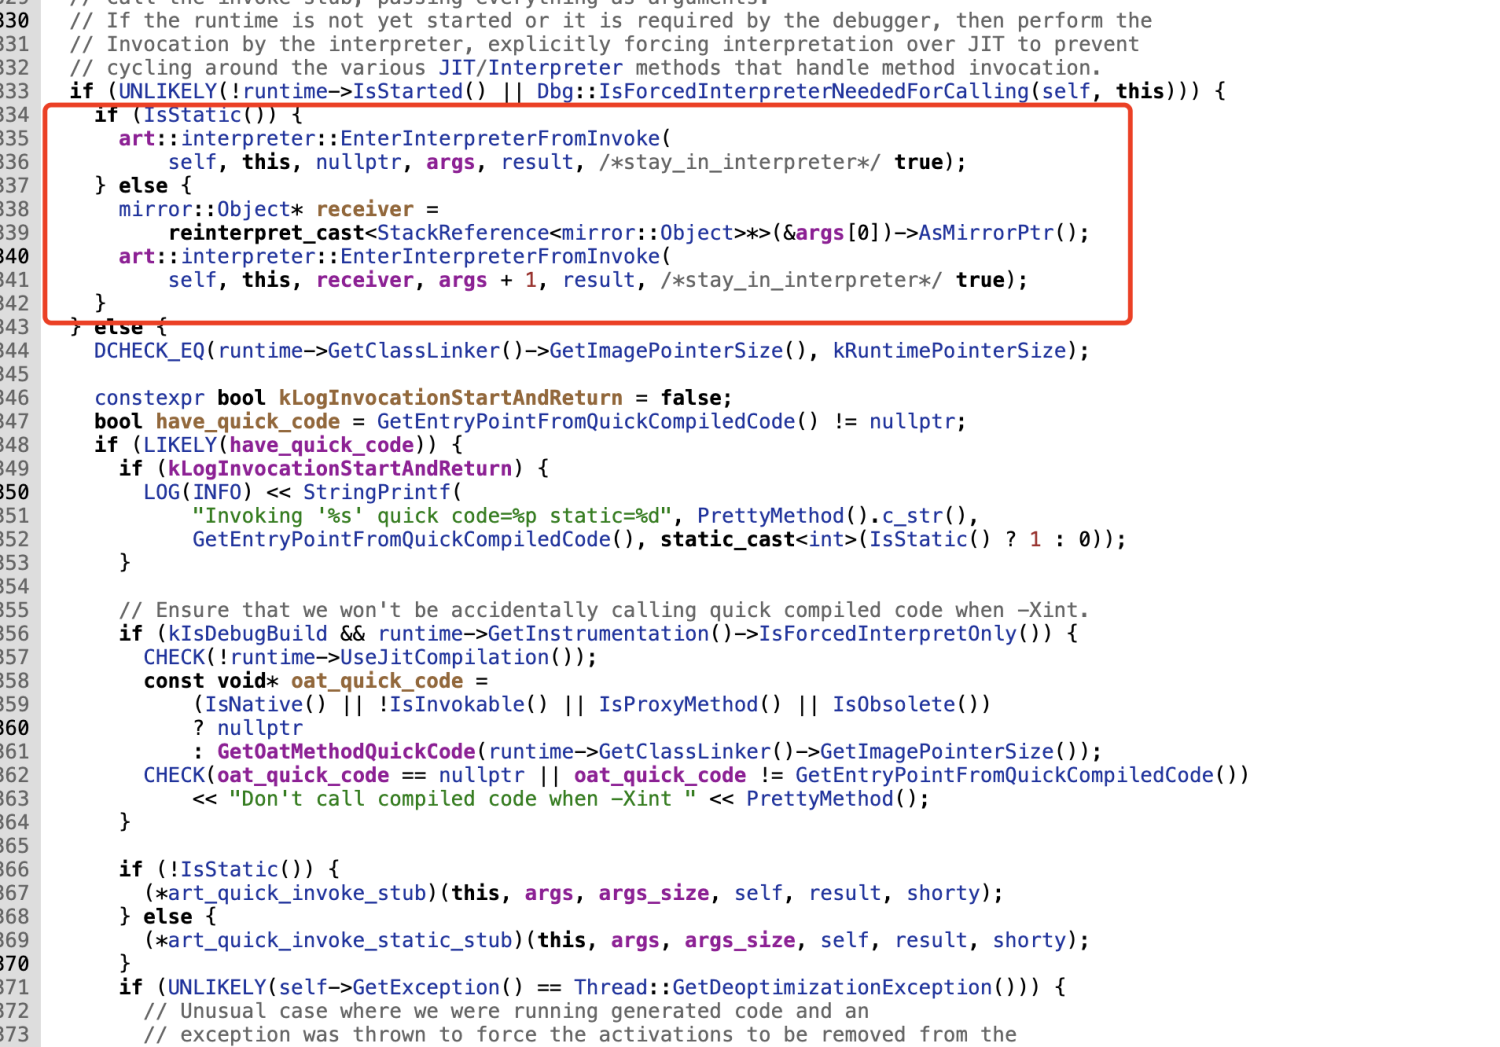 // Call the invoke stub, passing everything as arguments.
330 // If the runtime is not yet started or it is required by the debugger, then perform the
331 // Invocation by the interpreter, explicitly forcing interpretation over JIT to prevent
332 // cycling around the various JIT/Interpreter methods that handle method invocation.
333 if (UNLIKELY(!runtime->IsStarted() || Dbg::IsForcedInterpreterNeededForCalling(self, this))) {
334 if (IsStatic()) {
335 art::interpreter::EnterInterpreterFromInvoke(
336 self, this, nullptr, args, result, /*stay_in_interpreter*/ true);
337 } else {
338 mirror::Object* receiver =
339 reinterpret_cast<StackReference<mirror::Object>*>(&args[0])->AsMirrorPtr();
340 art::interpreter::EnterInterpreterFromInvoke(
341 self, this, receiver, args + 1, result, /*stay_in_interpreter*/ true);
342 }
343 } else {
344 DCHECK_EQ(runtime->GetClassLinker()->GetImagePointerSize(), kRuntimePointerSize);
345
346 constexpr bool kLogInvocationStartAndReturn = false;
347 bool have_quick_code = GetEntryPointFromQuickCompiledCode() != nullptr;
348 if (LIKELY(have_quick_code)) {
349 if (kLogInvocationStartAndReturn) {
350 LOG(INFO) << StringPrintf(
351 "Invoking '%s' quick code=%p static=%d", PrettyMethod().c_str(),
352 GetEntryPointFromQuickCompiledCode(), static_cast<int>(IsStatic() ? 1 : 0));
353 }
354
355 // Ensure that we won't be accidentally calling quick compiled code when -Xint.
356 if (kIsDebugBuild && runtime->GetInstrumentation()->IsForcedInterpretOnly()) {
357 CHECK(!runtime->UseJitCompilation());
358 const void* oat_quick_code =
359 (IsNative() || !IsInvokable() || IsProxyMethod() || IsObsolete())
360 ? nullptr
361 : GetOatMethodQuickCode(runtime->GetClassLinker()->GetImagePointerSize());
362 CHECK(oat_quick_code == nullptr || oat_quick_code != GetEntryPointFromQuickCompiledCode())
363 << "Don't call compiled code when -Xint " << PrettyMethod();
364 }
365
366 if (!IsStatic()) {
367 (*art_quick_invoke_stub)(this, args, args_size, self, result, shorty);
368 } else {
369 (*art_quick_invoke_static_stub)(this, args, args_size, self, result, shorty);
370 }
371 if (UNLIKELY(self->GetException() == Thread::GetDeoptimizationException())) {
372 // Unusual case where we were running generated code and an
373 // exception was thrown to force the activations to be removed from the